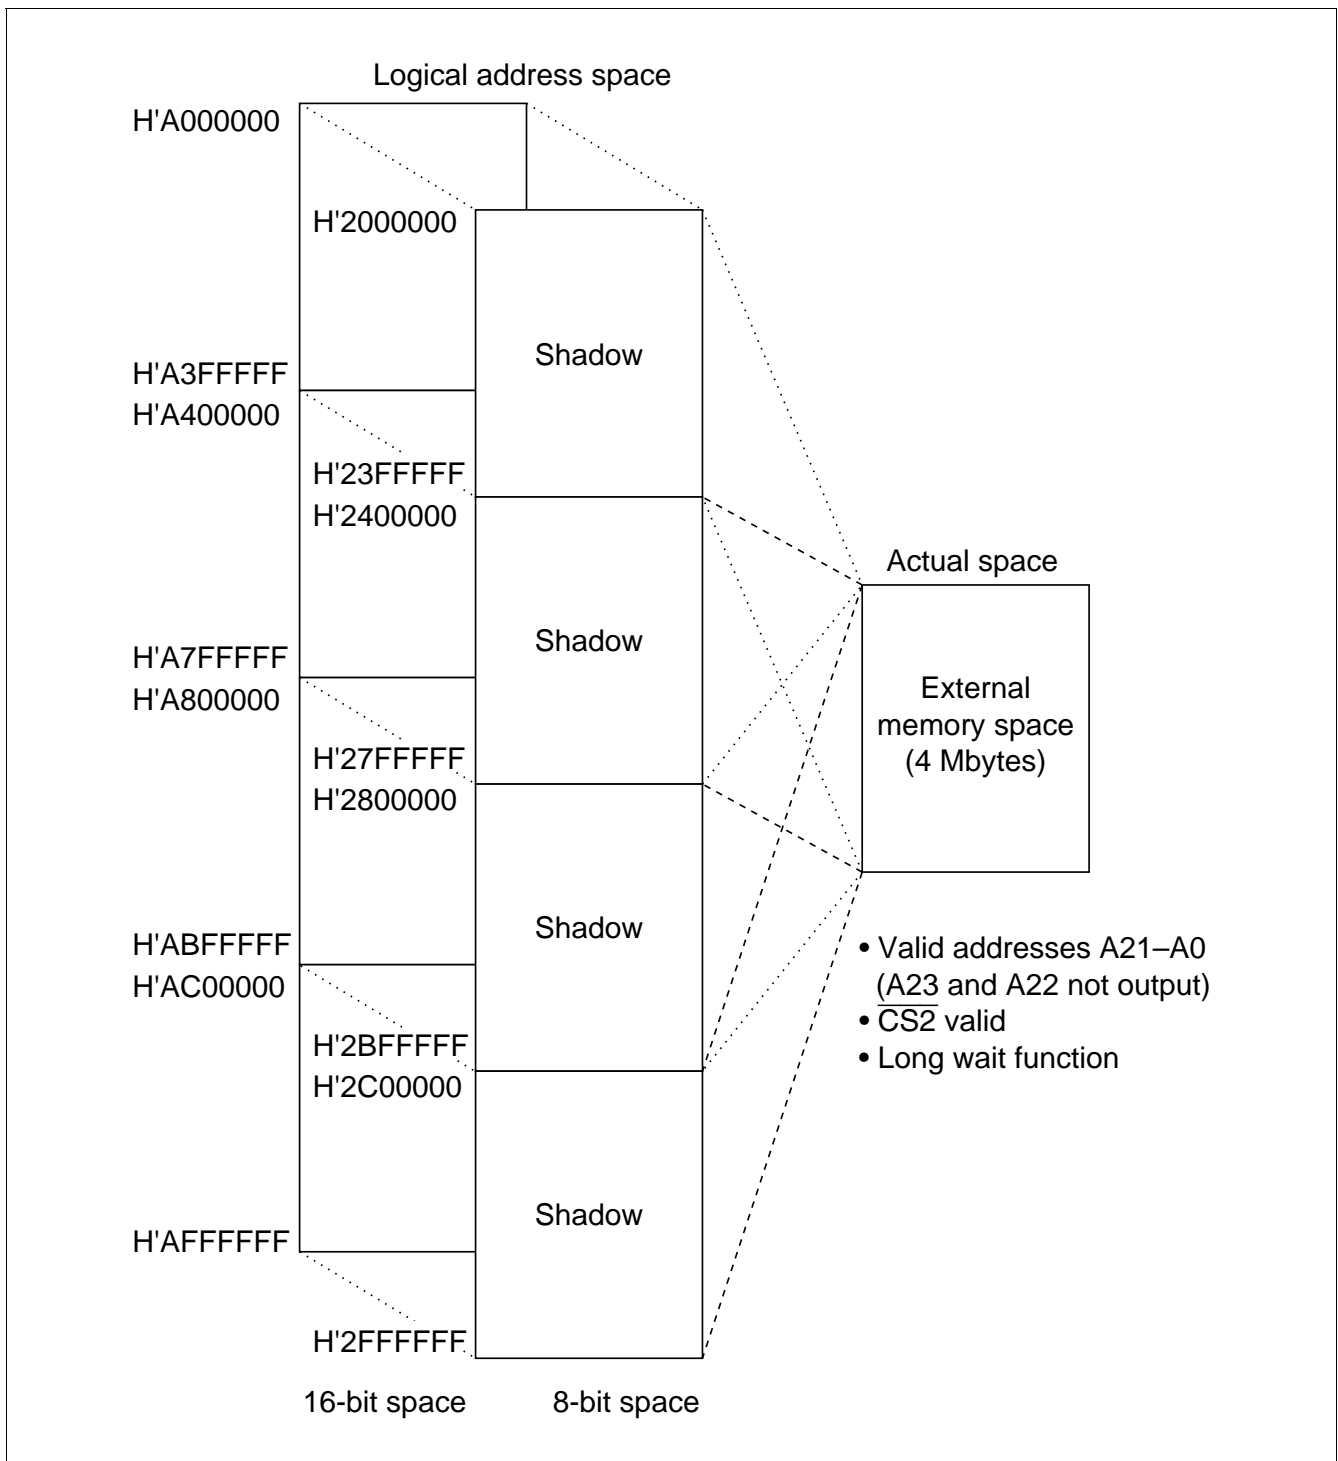 Logical address space
H'A000000
H'2000000
Shadow
H'A3FFFFF
H'A400000
H'23FFFFF
H'2400000
Actual space
Shadow
H'A7FFFFF
H'A800000
External
memory space
(4 Mbytes)
H'27FFFFF
H'2800000
Shadow
H'ABFFFFF
H'AC00000
• Valid addresses A21–A0
(A23 and A22 not output)
• C̅S̅2̅ valid
• Long wait function
H'2BFFFFF
H'2C00000
Shadow
H'AFFFFFF
H'2FFFFFF
16-bit space
8-bit space